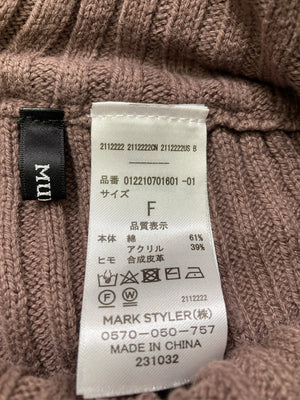 2112222 2112222CN 2112222US B
品番 012210701601 -01
サイズ
F
品質表示
本体 綿 61%
アクリル 39%
ヒモ 合成皮革
2112222
MARK STYLER(株)
0570-050-757
MADE IN CHINA
231032
MU